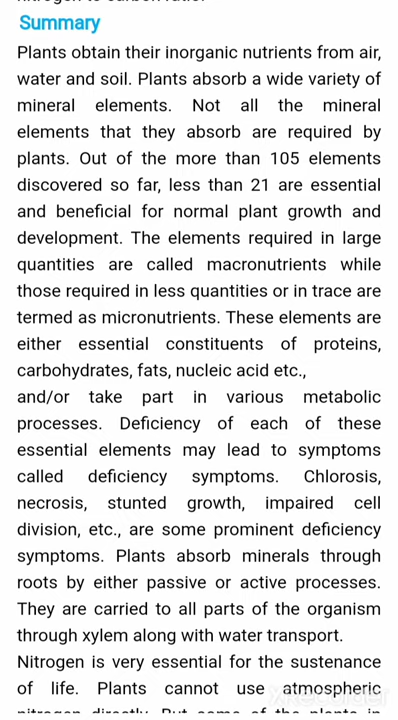 Summary
Plants obtain their inorganic nutrients from air,
water and soil. Plants absorb a wide variety of
mineral elements. Not all the mineral
elements that they absorb are required by
plants. Out of the more than 105 elements
discovered so far, less than 21 are essential
and beneficial for normal plant growth and
development. The elements required in large
quantities are called macronutrients while
those required in less quantities or in trace are
termed as micronutrients. These elements are
either essential constituents of proteins,
carbohydrates, fats, nucleic acid etc.,
and/or take part in various metabolic
processes. Deficiency of each of these
essential elements may lead to symptoms
called deficiency symptoms. Chlorosis,
necrosis, stunted growth, impaired cell
division, etc., are some prominent deficiency
symptoms. Plants absorb minerals through
roots by either passive or active processes.
They are carried to all parts of the organism
through xylem along with water transport.
Nitrogen is very essential for the sustenance
of life. Plants cannot use atmospheric